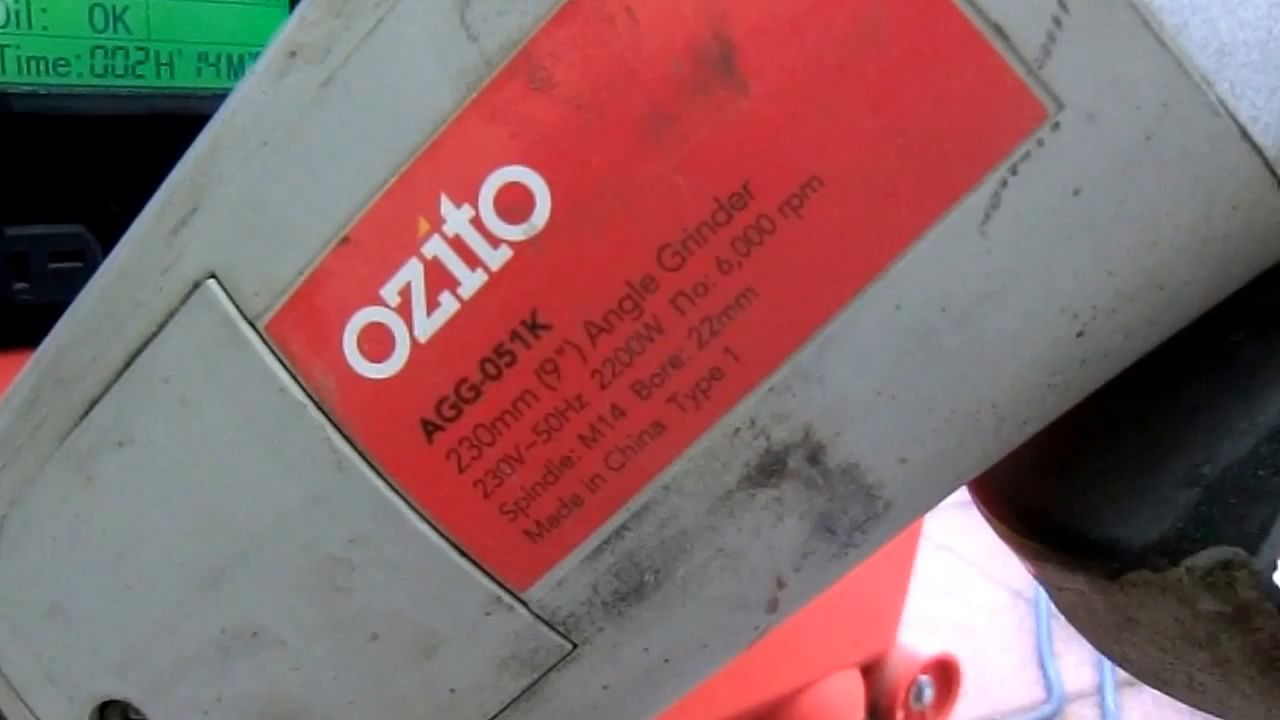 Oil: OK
Time:002H 14M
ozito
AGG-051K
230mm (9") Angle Grinder
230V~50Hz 2200W no: 6,000 rpm
Spindle: M14 Bore: 22mm
Made in China Type 1